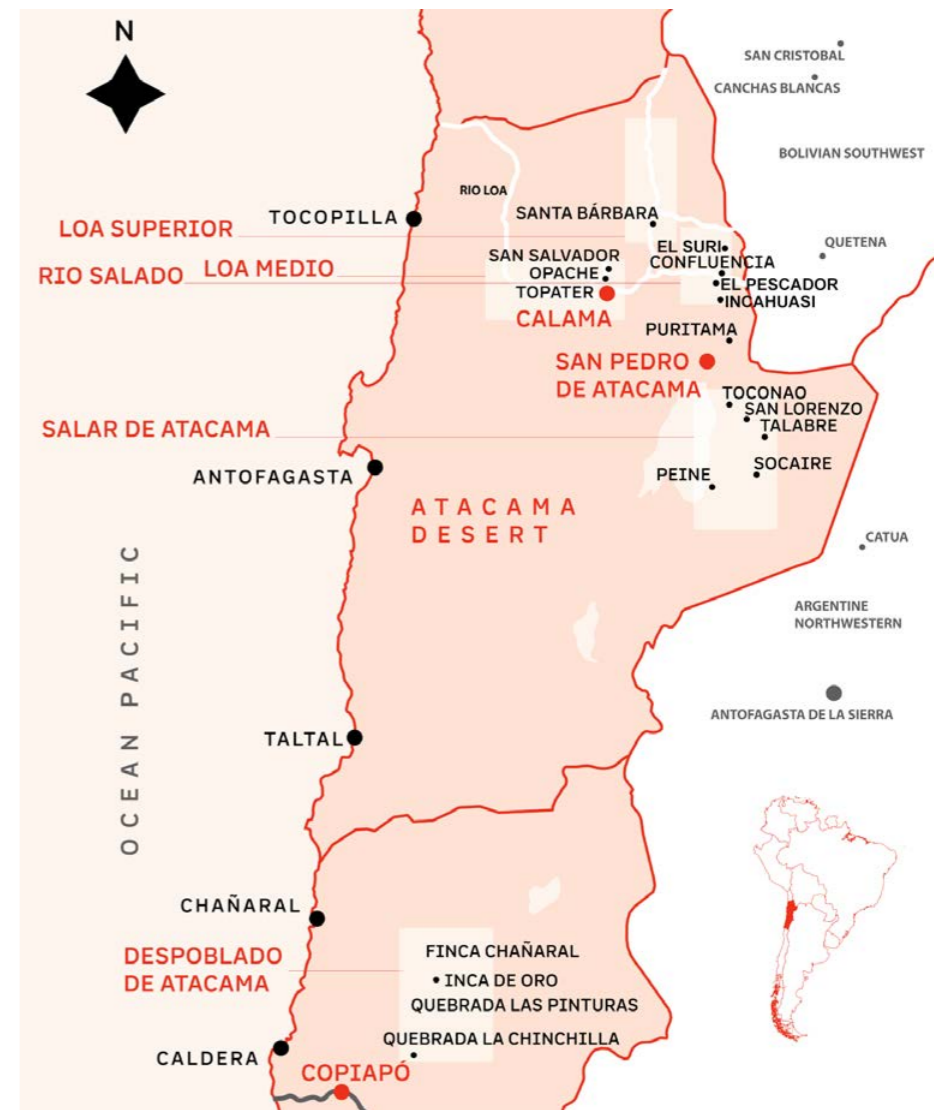 N
SAN CRISTOBAL
CANCHAS BLANCAS
BOLIVIAN SOUTHWEST
RIO LOA
TOCOPILLA
SANTA BÁRBARA
LOA SUPERIOR
QUETENA
EL SURI
SAN SALVADOR
CONFLUENCIA
LOA MEDIO
RIO SALADO
OPACHE
EL PESCADOR
TOPATER
INCAHUASI
CALAMA
PURITAMA
SAN PEDRO
DE ATACAMA
TOCONAO
SAN LORENZO
TALABRE
SALAR DE ATACAMA
SOCAIRE
ANTOFAGASTA
PEINE
ATACAMA
DESERT
CATUA
OCEAN PACIFIC
ARGENTINE
NORTHWESTERN
ANTOFAGASTA DE LA SIERRA
TALTAL
CHAÑARAL
DESPOBLADO
DE ATACAMA
FINCA CHAÑARAL
INCA DE ORO
QUEBRADA LAS PINTURAS
QUEBRADA LA CHINCHILLA
CALDERA
COPIAPÓ